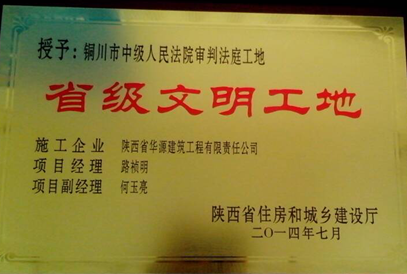 授予：铜川市中级人民法院审判法庭工地
省级文明工地
施工企业 陕西省华源建筑工程有限责任公司
项目经理 路桢明
项目副经理 何玉亮
陕西省住房和城乡建设厅
二〇一四年七月